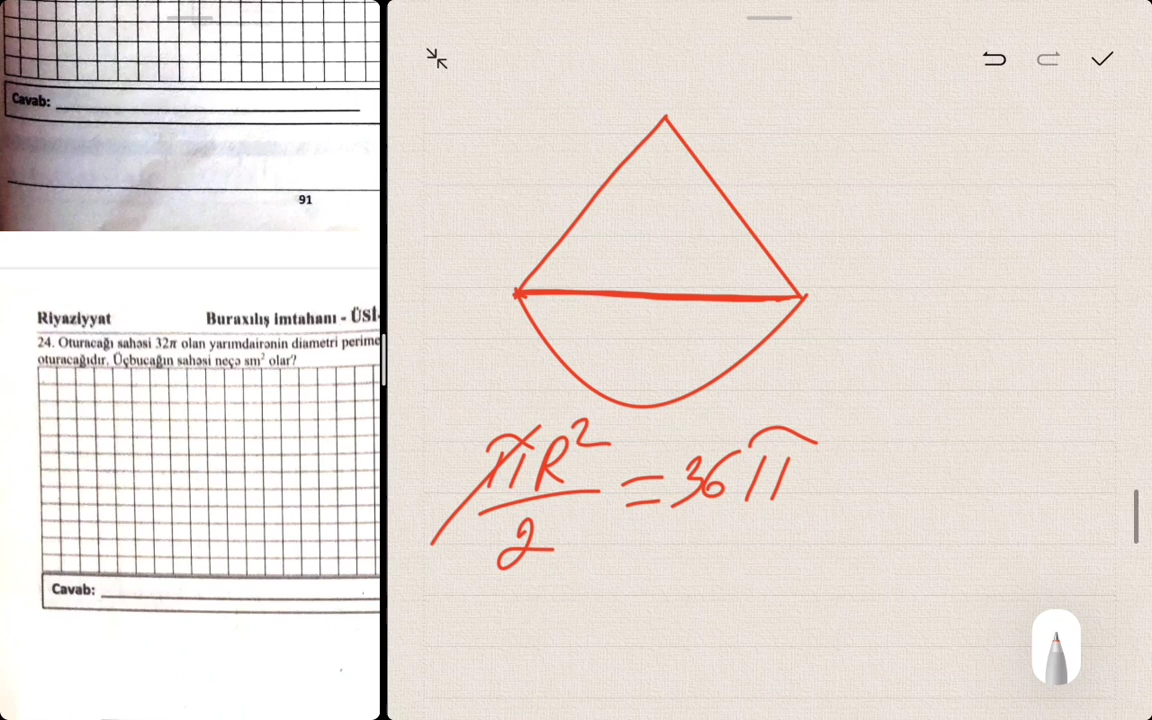 Cavab:
91
Riyaziyyat Buraxılış imtahanı - ÜSİ-
24. Oturacağı sahəsi 32π olan yarımdairənin diametri perime
oturacağıdır. Üçbucağın sahəsi neçə sm² olar?
Cavab:
πR²/2 = 36π